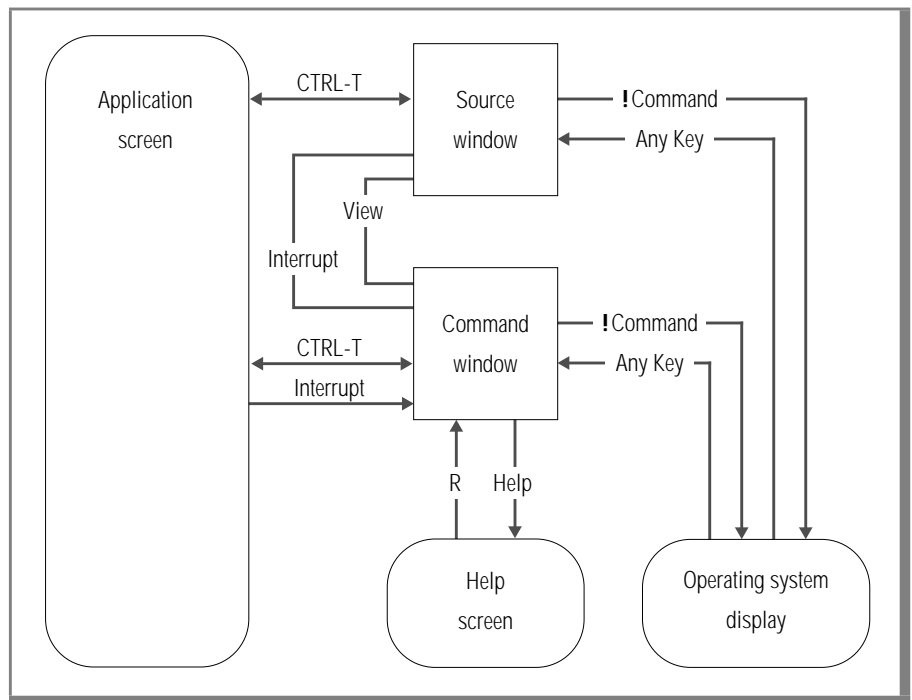 Application
screen
CTRL-T
Source
window
!Command
Any Key
View
Interrupt
Command
window
!Command
Any Key
CTRL-T
Interrupt
R
Help
Help
screen
Operating system
display